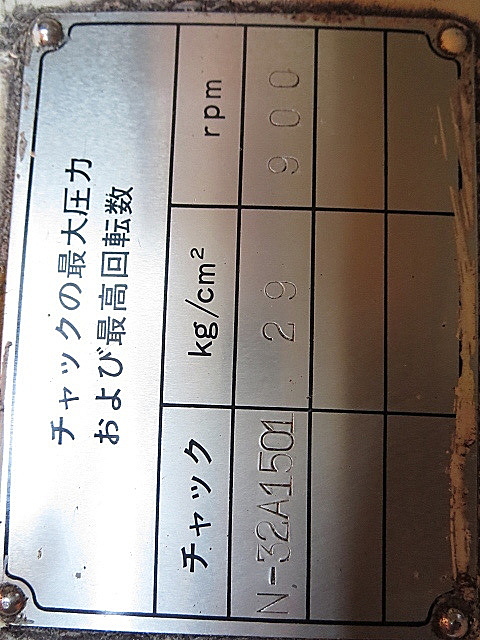 チャックの最大圧力
および最高回転数
チャック kg/cm² rpm
N-32A1501 29 900